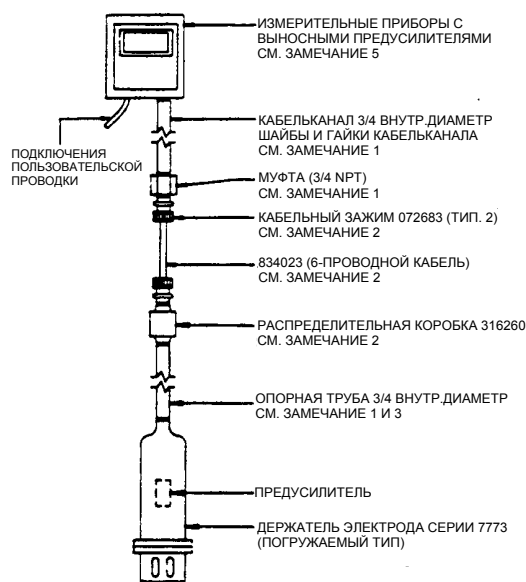 ИЗМЕРИТЕЛЬНЫЕ ПРИБОРЫ С
ВЫНОСНЫМИ ПРЕДУСИЛИТЕЛЯМИ
СМ. ЗАМЕЧАНИЕ 5
КАБЕЛЬКАНАЛ 3/4 ВНУТР.ДИАМЕТР
ШАЙБЫ И ГАЙКИ КАБЕЛЬКАНАЛА
СМ. ЗАМЕЧАНИЕ 1
ПОДКЛЮЧЕНИЯ
ПОЛЬЗОВАТЕЛЬСКОЙ
ПРОВОДКИ
МУФТА (3/4 NPT)
СМ. ЗАМЕЧАНИЕ 1
КАБЕЛЬНЫЙ ЗАЖИМ 072683 (ТИП. 2)
СМ. ЗАМЕЧАНИЕ 2
834023 (6-ПРОВОДНОЙ КАБЕЛЬ)
СМ. ЗАМЕЧАНИЕ 2
РАСПРЕДЕЛИТЕЛЬНАЯ КОРОБКА 316260
СМ. ЗАМЕЧАНИЕ 2
ОПОРНАЯ ТРУБА 3/4 ВНУТР.ДИАМЕТР
СМ. ЗАМЕЧАНИЕ 1 И 3
ПРЕДУСИЛИТЕЛЬ
ДЕРЖАТЕЛЬ ЭЛЕКТРОДА СЕРИИ 7773
(ПОГРУЖАЕМЫЙ ТИП)